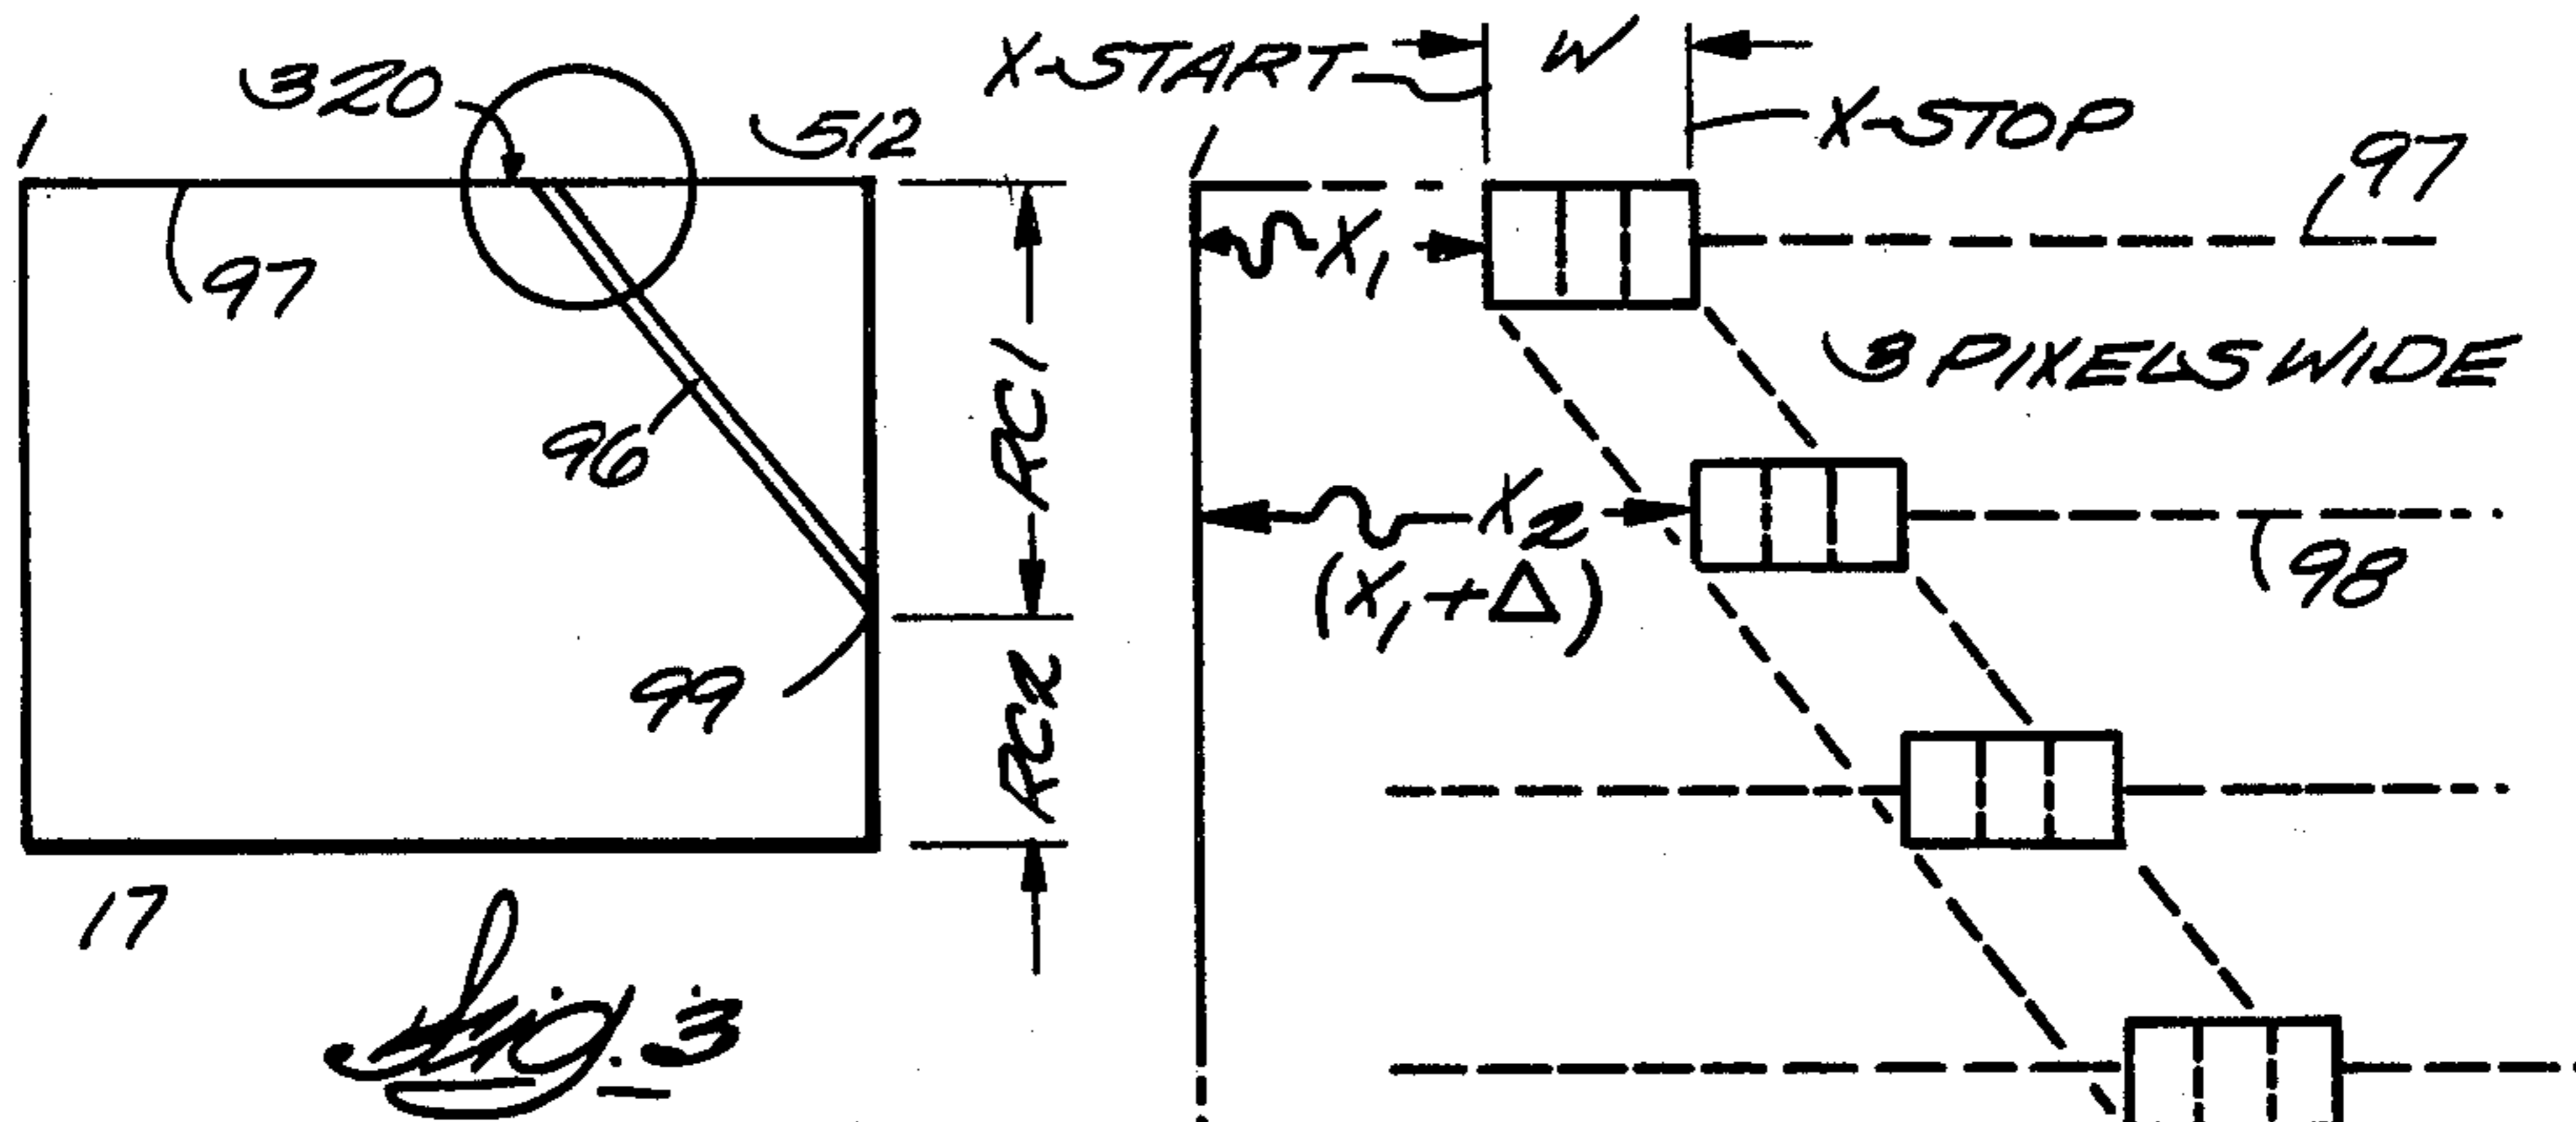 1
320
512
97
96
99
RC1
RC2
17
Fig. 3
X-START
W
X-STOP
1
97
X1
3 PIXELS WIDE
X2
(X1+Δ)
98